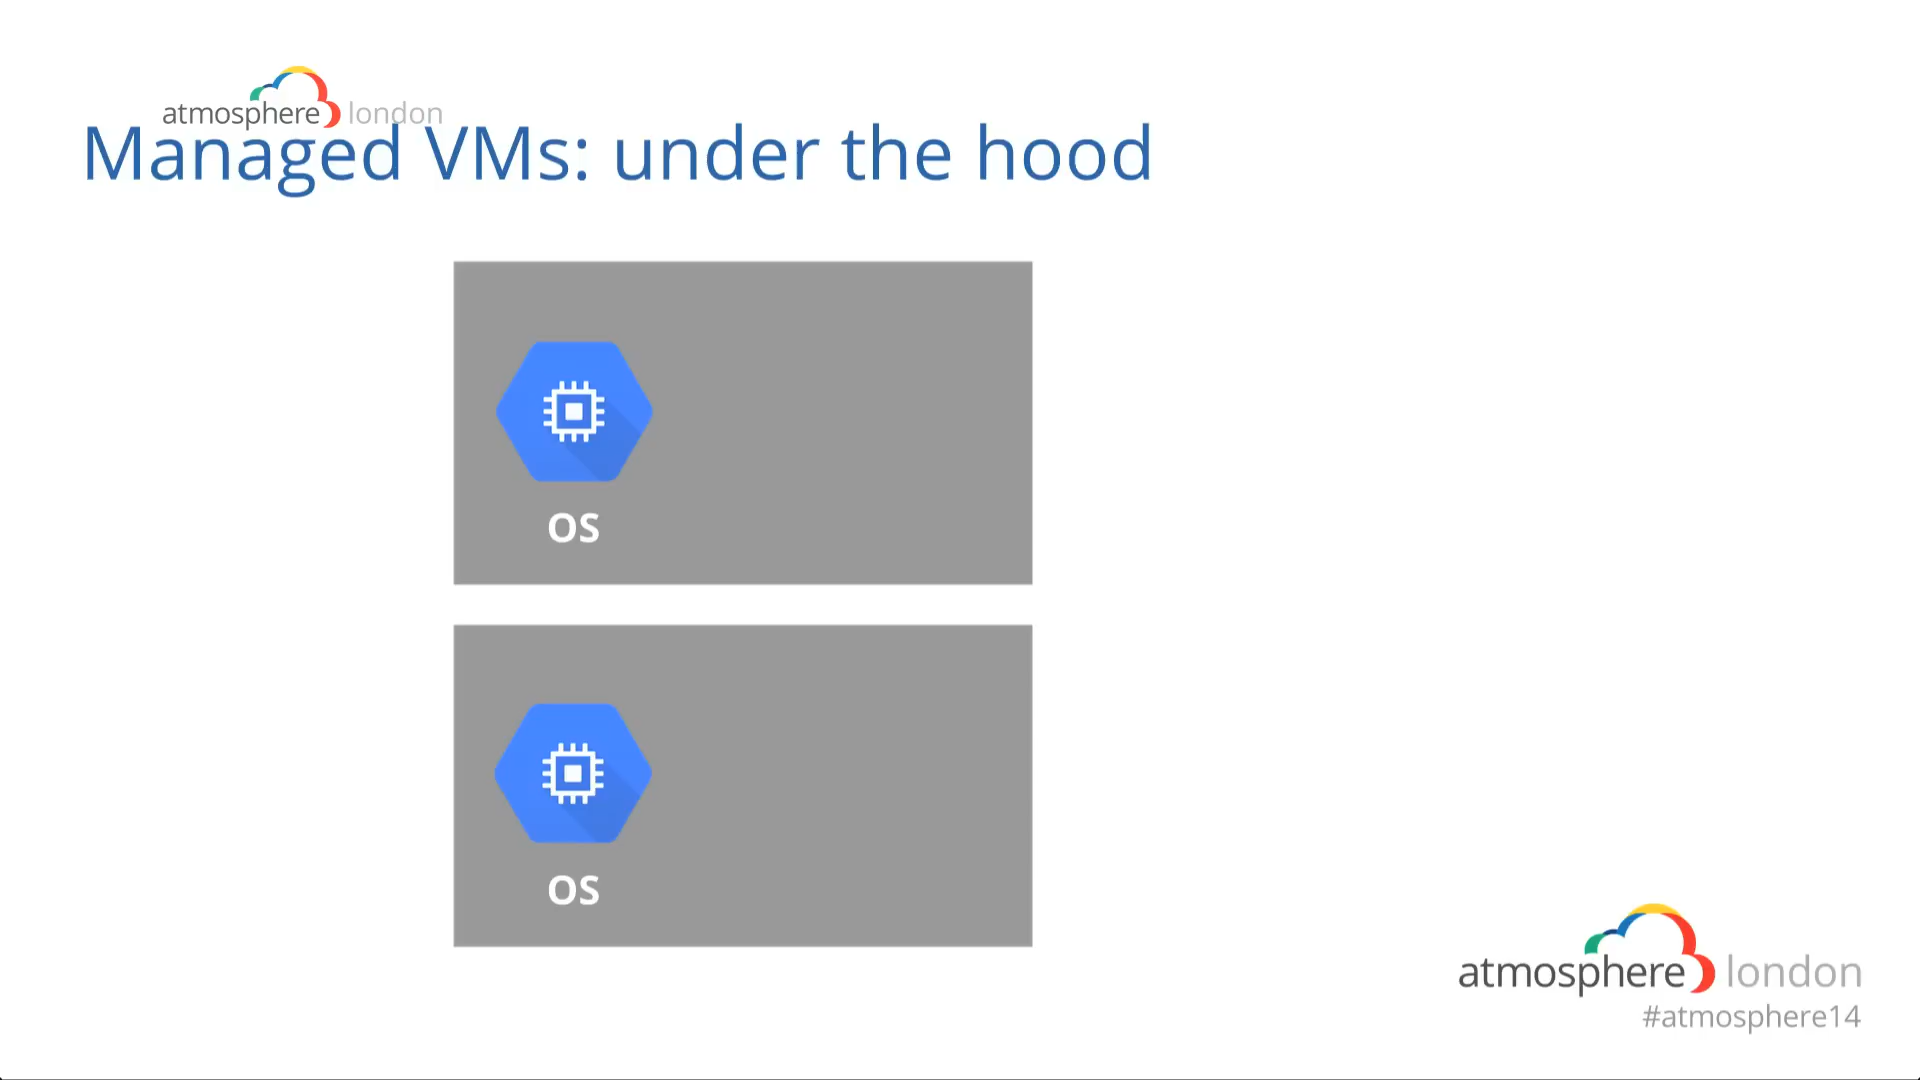 atmosphere london
Managed VMs: under the hood
OS
OS
atmosphere london
#atmosphere14